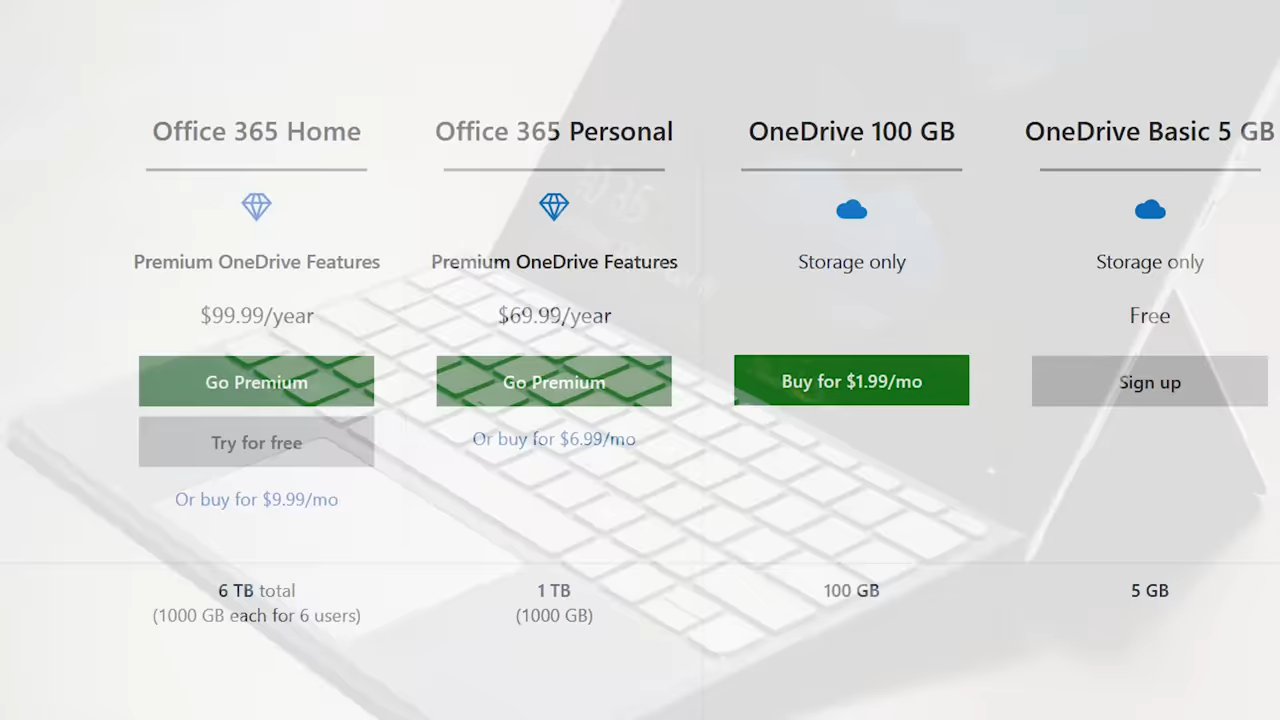 Office 365 Home
Premium OneDrive Features
$99.99/year
Go Premium
Try for free
Or buy for $9.99/mo
6 TB total
(1000 GB each for 6 users)
Office 365 Personal
Premium OneDrive Features
$69.99/year
Go Premium
Or buy for $6.99/mo
1 TB
(1000 GB)
OneDrive 100 GB
Storage only
Buy for $1.99/mo
100 GB
OneDrive Basic 5 GB
Storage only
Free
Sign up
5 GB